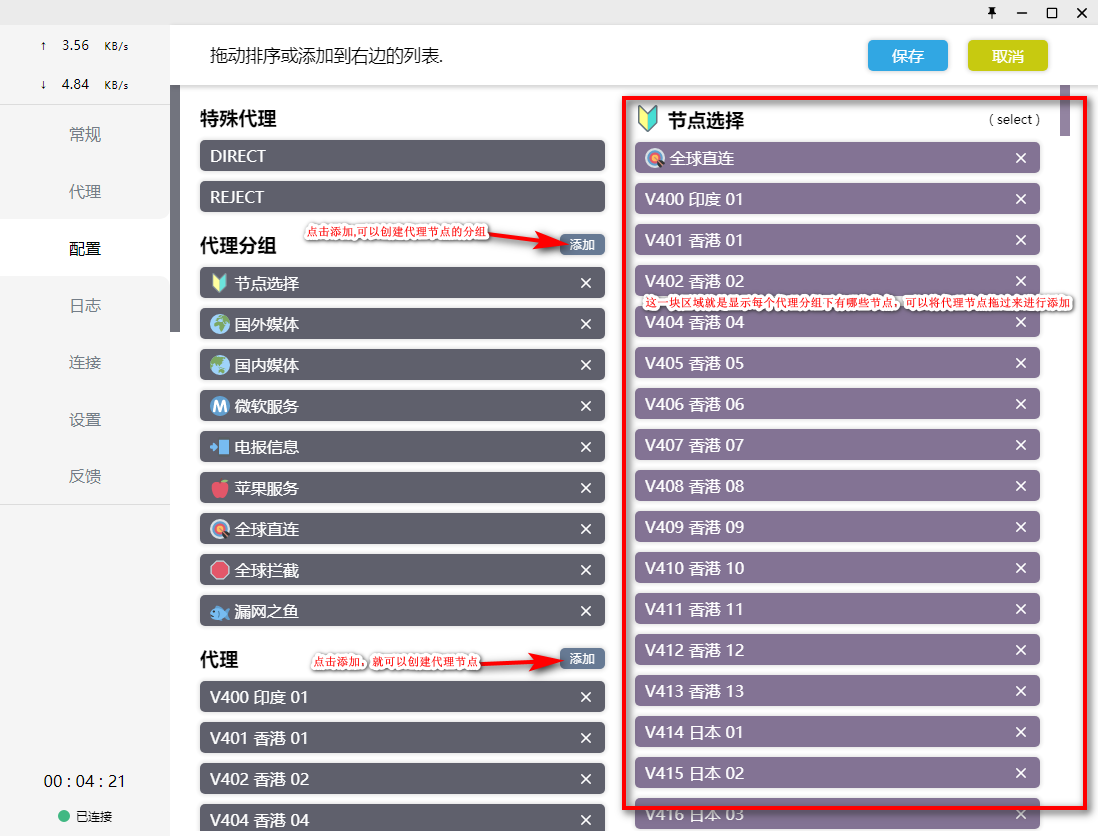 ↑ 3.56 KB/s
↓ 4.84 KB/s
常规
代理
配置
日志
连接
设置
反馈
00 : 04 : 21
已连接
拖动排序或添加到右边的列表.
保存
取消
特殊代理
DIRECT
REJECT
代理分组
点击添加,可以创建代理节点的分组
添加
节点选择
国外媒体
国内媒体
微软服务
电报信息
苹果服务
全球直连
全球拦截
漏网之鱼
代理
点击添加，就可以创建代理节点
添加
V400 印度 01
V401 香港 01
V402 香港 02
V404 香港 04
节点选择
( select )
全球直连
V400 印度 01
V401 香港 01
V402 香港 02
这一块区域就是显示每个代理分组下有哪些节点，可以将代理节点拖过来进行添加
V404 香港 04
V405 香港 05
V406 香港 06
V407 香港 07
V408 香港 08
V409 香港 09
V410 香港 10
V411 香港 11
V412 香港 12
V413 香港 13
V414 日本 01
V415 日本 02
V416 日本 03